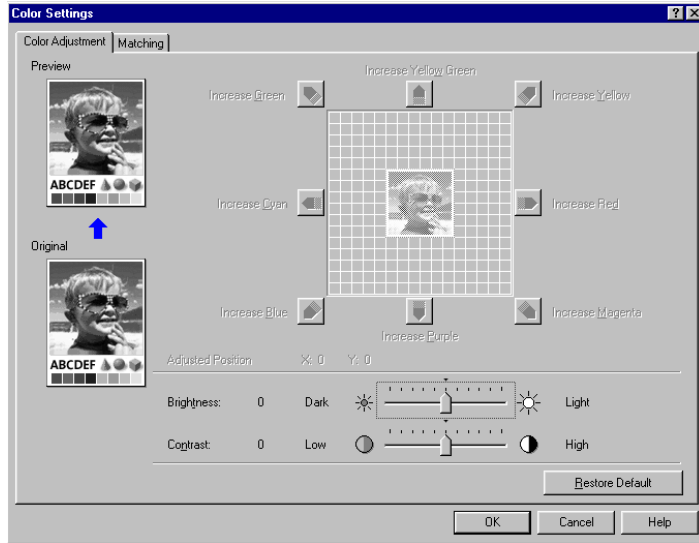 Color Settings
Color Adjustment Matching
Preview
Increase Yellow Green
Increase Green
Increase Yellow
ABCDEF
Increase Cyan
Increase Red
Original
Increase Blue
Increase Magenta
Increase Purple
ABCDEF
Adjusted Position X: 0 Y: 0
Brightness: 0 Dark Light
Contrast: 0 Low High
Restore Default
OK Cancel Help